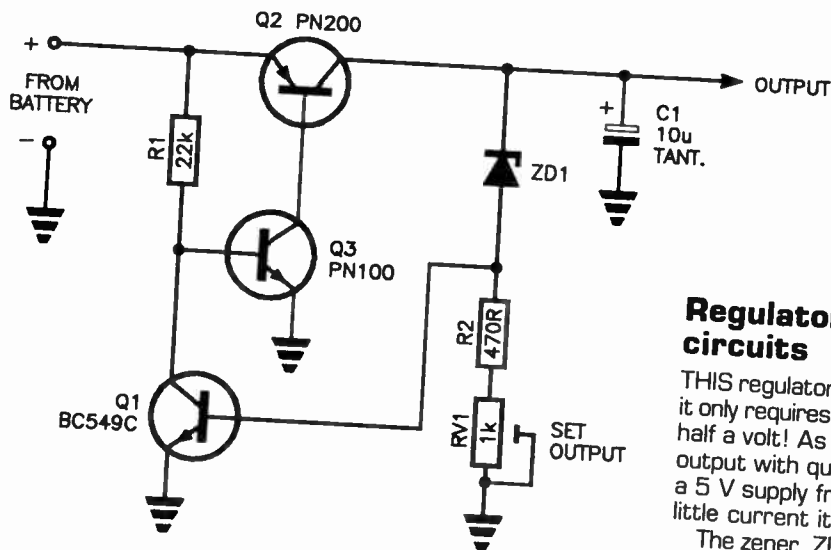 Q2 PN200
+
FROM
BATTERY
-
R1
22k
Q3
PN100
Q1
BC549C
ZD1
R2
470R
RV1
1k
SET
OUTPUT
OUTPUT
+
C1
10u
TANT.
Regulator
circuits
THIS regulator
it only requires
half a volt! As
output with qu
a 5 V supply fr
little current it
The zener, Z